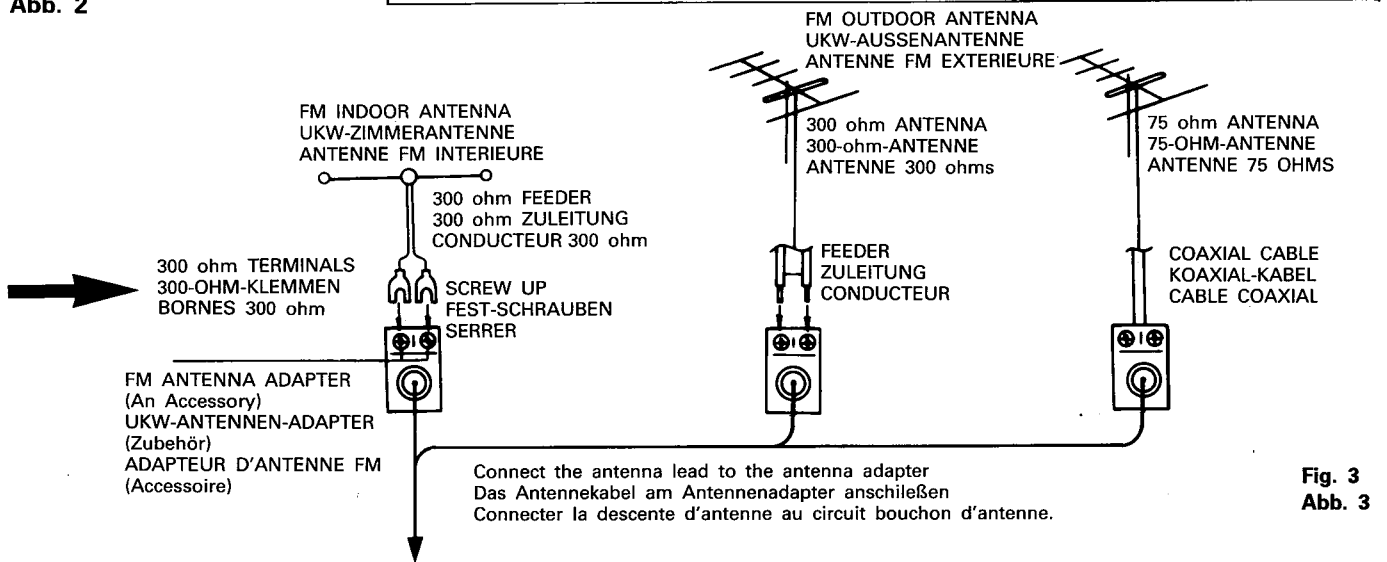 Abb. 2
FM OUTDOOR ANTENNA
UKW-AUSSENANTENNE
ANTENNE FM EXTERIEURE
FM INDOOR ANTENNA
UKW-ZIMMERANTENNE
ANTENNE FM INTERIEURE
300 ohm ANTENNA
300-ohm-ANTENNE
ANTENNE 300 ohms
75 ohm ANTENNA
75-OHM-ANTENNE
ANTENNE 75 OHMS
300 ohm FEEDER
300 ohm ZULEITUNG
CONDUCTEUR 300 ohm
300 ohm TERMINALS
300-OHM-KLEMMEN
BORNES 300 ohm
SCREW UP
FEST-SCHRAUBEN
SERRER
FEEDER
ZULEITUNG
CONDUCTEUR
COAXIAL CABLE
KOAXIAL-KABEL
CABLE COAXIAL
FM ANTENNA ADAPTER
(An Accessory)
UKW-ANTENNEN-ADAPTER
(Zubehör)
ADAPTEUR D'ANTENNE FM
(Accessoire)
Connect the antenna lead to the antenna adapter
Das Antennekabel am Antennenadapter anschileßen
Connecter la descente d'antenne au circuit bouchon d'antenne.
Fig. 3
Abb. 3